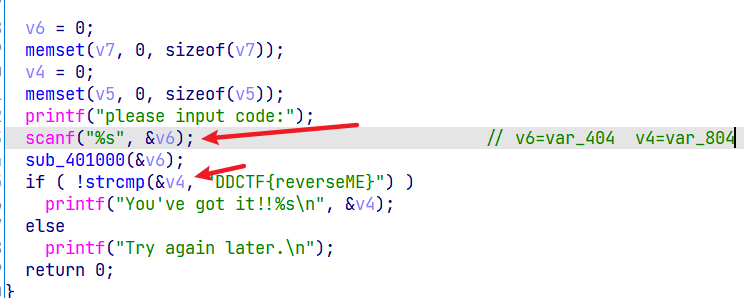 v6 = 0;
memset(v7, 0, sizeof(v7));
v4 = 0;
memset(v5, 0, sizeof(v5));
printf("please input code:");
scanf("%s", &v6); // v6=var_404 v4=var_804
sub_401000(&v6);
if ( !strcmp(&v4, "DDCTF{reverseME}") )
printf("You've got it!!%s\n", &v4);
else
printf("Try again later.\n");
return 0;
}